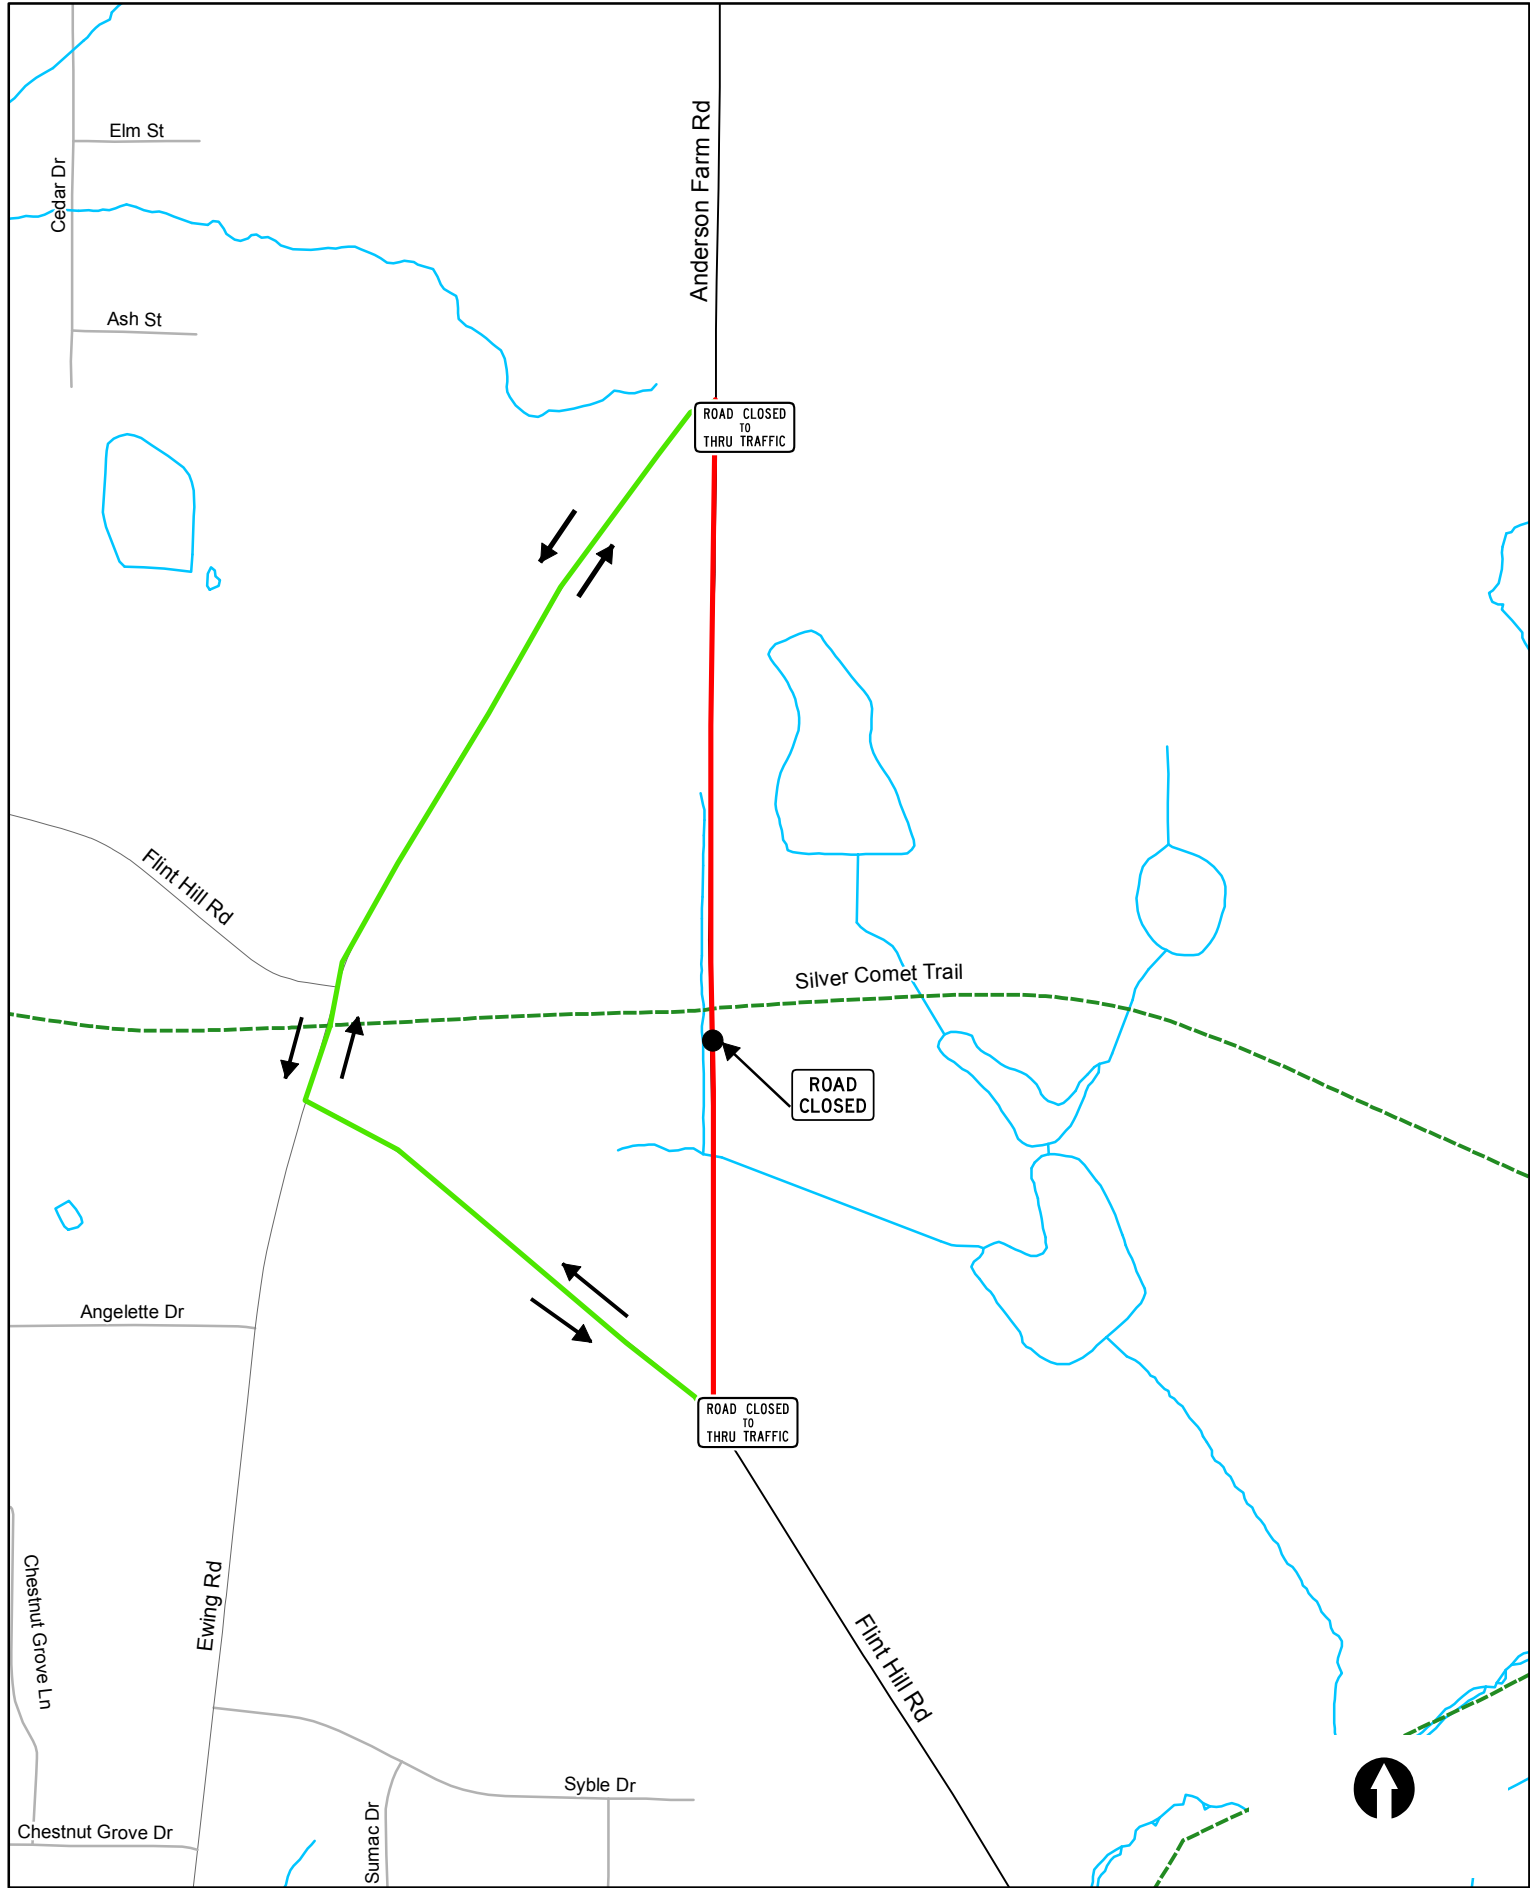 Elm St
Cedar Dr
Anderson Farm Rd
Ash St
ROAD CLOSED
TO
THRU TRAFFIC
Flint Hill Rd
Silver Comet Trail
ROAD
CLOSED
Angelette Dr
ROAD CLOSED
TO
THRU TRAFFIC
Chestnut Grove Ln
Ewing Rd
Flint Hill Rd
Syble Dr
Sumac Dr
Chestnut Grove Dr